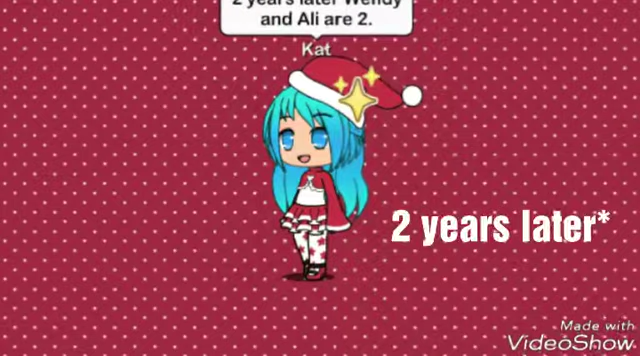 2 years later Wendy
and Ali are 2.
Kat
2 years later*
Made with
VideoShow